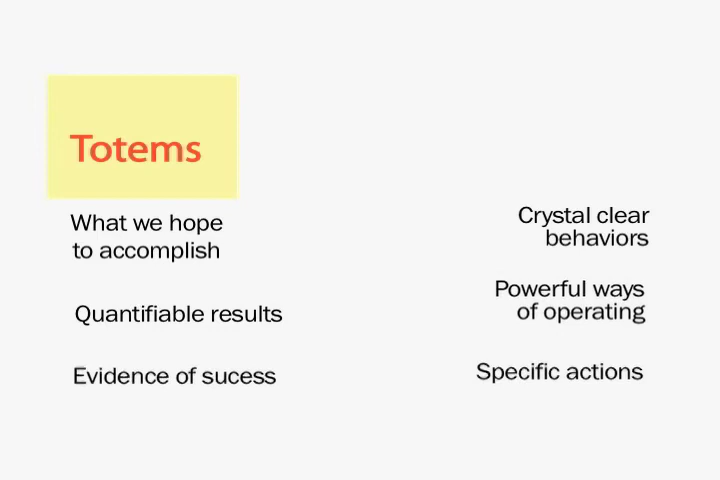 Totems
What we hope
to accomplish
Quantifiable results
Evidence of sucess
Crystal clear
behaviors
Powerful ways
of operating
Specific actions